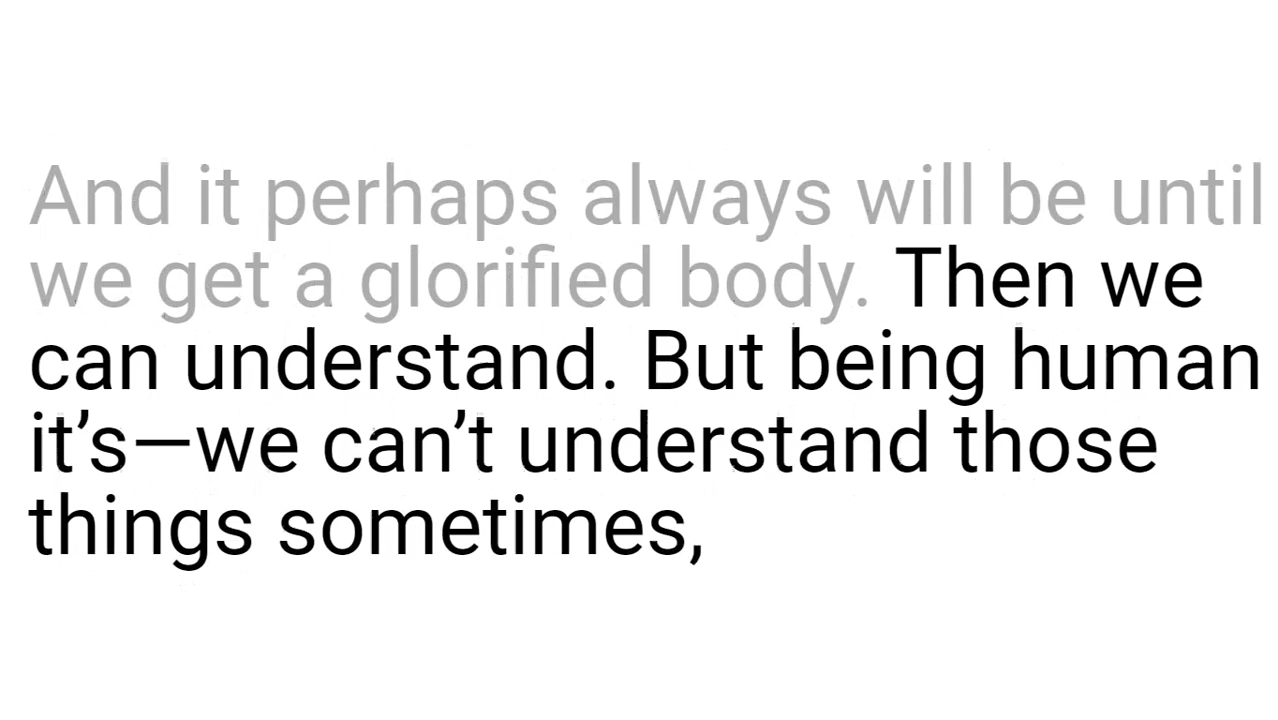 And it perhaps always will be until
we get a glorified body. Then we
can understand. But being human
it’s—we can’t understand those
things sometimes,